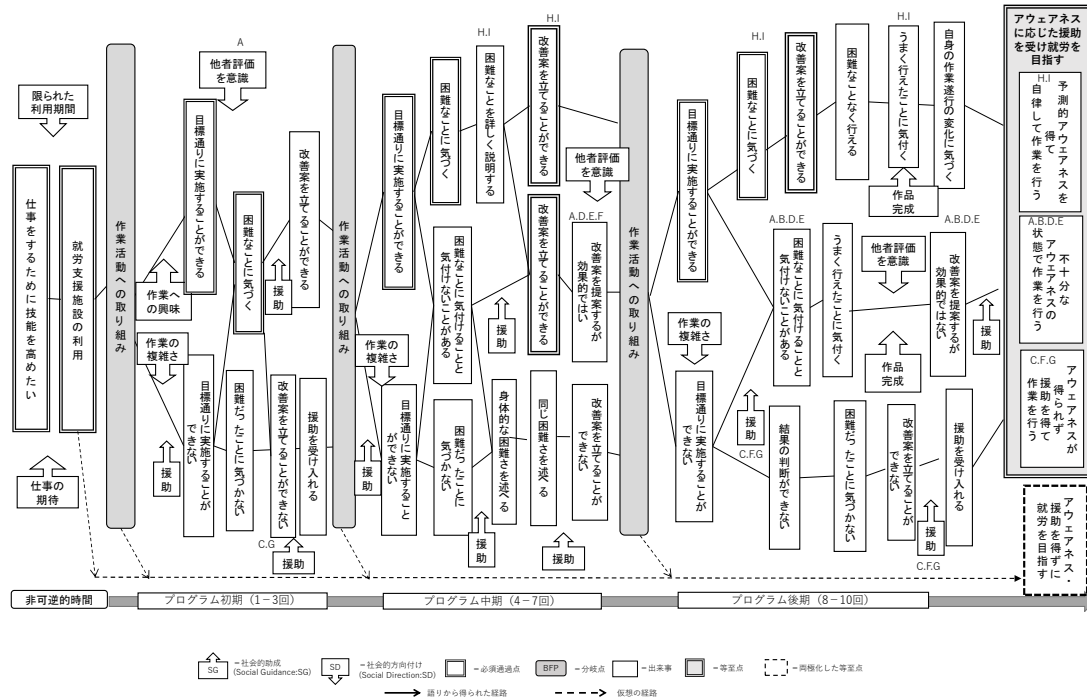 限られた
利用期間
仕事をするために技能を高めたい
就労支援施設の利用
仕事の
期待
作業活動への取り組み
A
他者評価
を意識
目標通りに実施することができる
作業へ
の興味
作業の
複雑さ
困難なことに気づく
改善案を立てることができる
援助
目標通りに実施することが
できない
援助
困難だったことに気づかない
改善案を立てることができない
援助を受け入れる
C.G
援助
作業活動への取り組み
目標通りに実施することができる
作業の
複雑さ
援助
目標通りに実施すること
ができない
困難なことに気づく
H.I
困難なことを詳しく説明する
H.I
改善案を立てることができる
困難なことに気付けることと
気付けないことがある
援助
改善案を立てることができる
他者評価
を意識
A.D.E.F
改善案を提案するが
効果的ではない
困難だったことに
気づかない
身体的な困難さを述べる
援助
同じ困難さを述べる
改善案を立てることが
できない
援助
作業活動への取り組み
目標通りに実施することができる
作業の
複雑さ
目標通りに実施することが
できない
H.I
困難なことに気づく
改善案を立てることができる
困難なことなく行える
H.I
うまく行えたことに気付く
自身の作業遂行の変化に気づく
作品
完成
A.B.D.E
困難なことに気付けることと
気付けないことがある
うまく行えたことに気付く
他者評価
を意識
作品
完成
A.B.D.E
改善案を提案するが
効果的ではない
援助
援助
C.F.G
結果の判断ができない
困難だったことに気づかない
改善案を立てることが
できない
援助
C.F.G
援助を受け入れる
アウェアネス
に応じた援助
を受け就労を
目指す
H.I
予測的アウェアネスを
得て
自律して作業を行う
A.B.D.E
不十分な
アウェアネスの
状態で作業を行う
C.F.G
アウェアネスが
得られず
援助を得て
作業を行う
アウェアネス・
援助を得ずに
就労を目指す
非可逆的時間
プログラム初期(1−3回)
プログラム中期(4−7回)
プログラム後期(8−10回)
SG
=社会的助成
(Social Guidance:SG)
SD
=社会的方向付け
(Social Direction:SD)
=必須通過点
BFP
=分岐点
=出来事
=等至点
=両極化した等至点
=語りから得られた経路
=仮想の経路